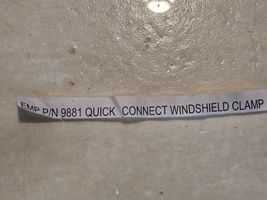 EMP P/N 9881 QUICK CONNECT WINDSHIELD CLAMP